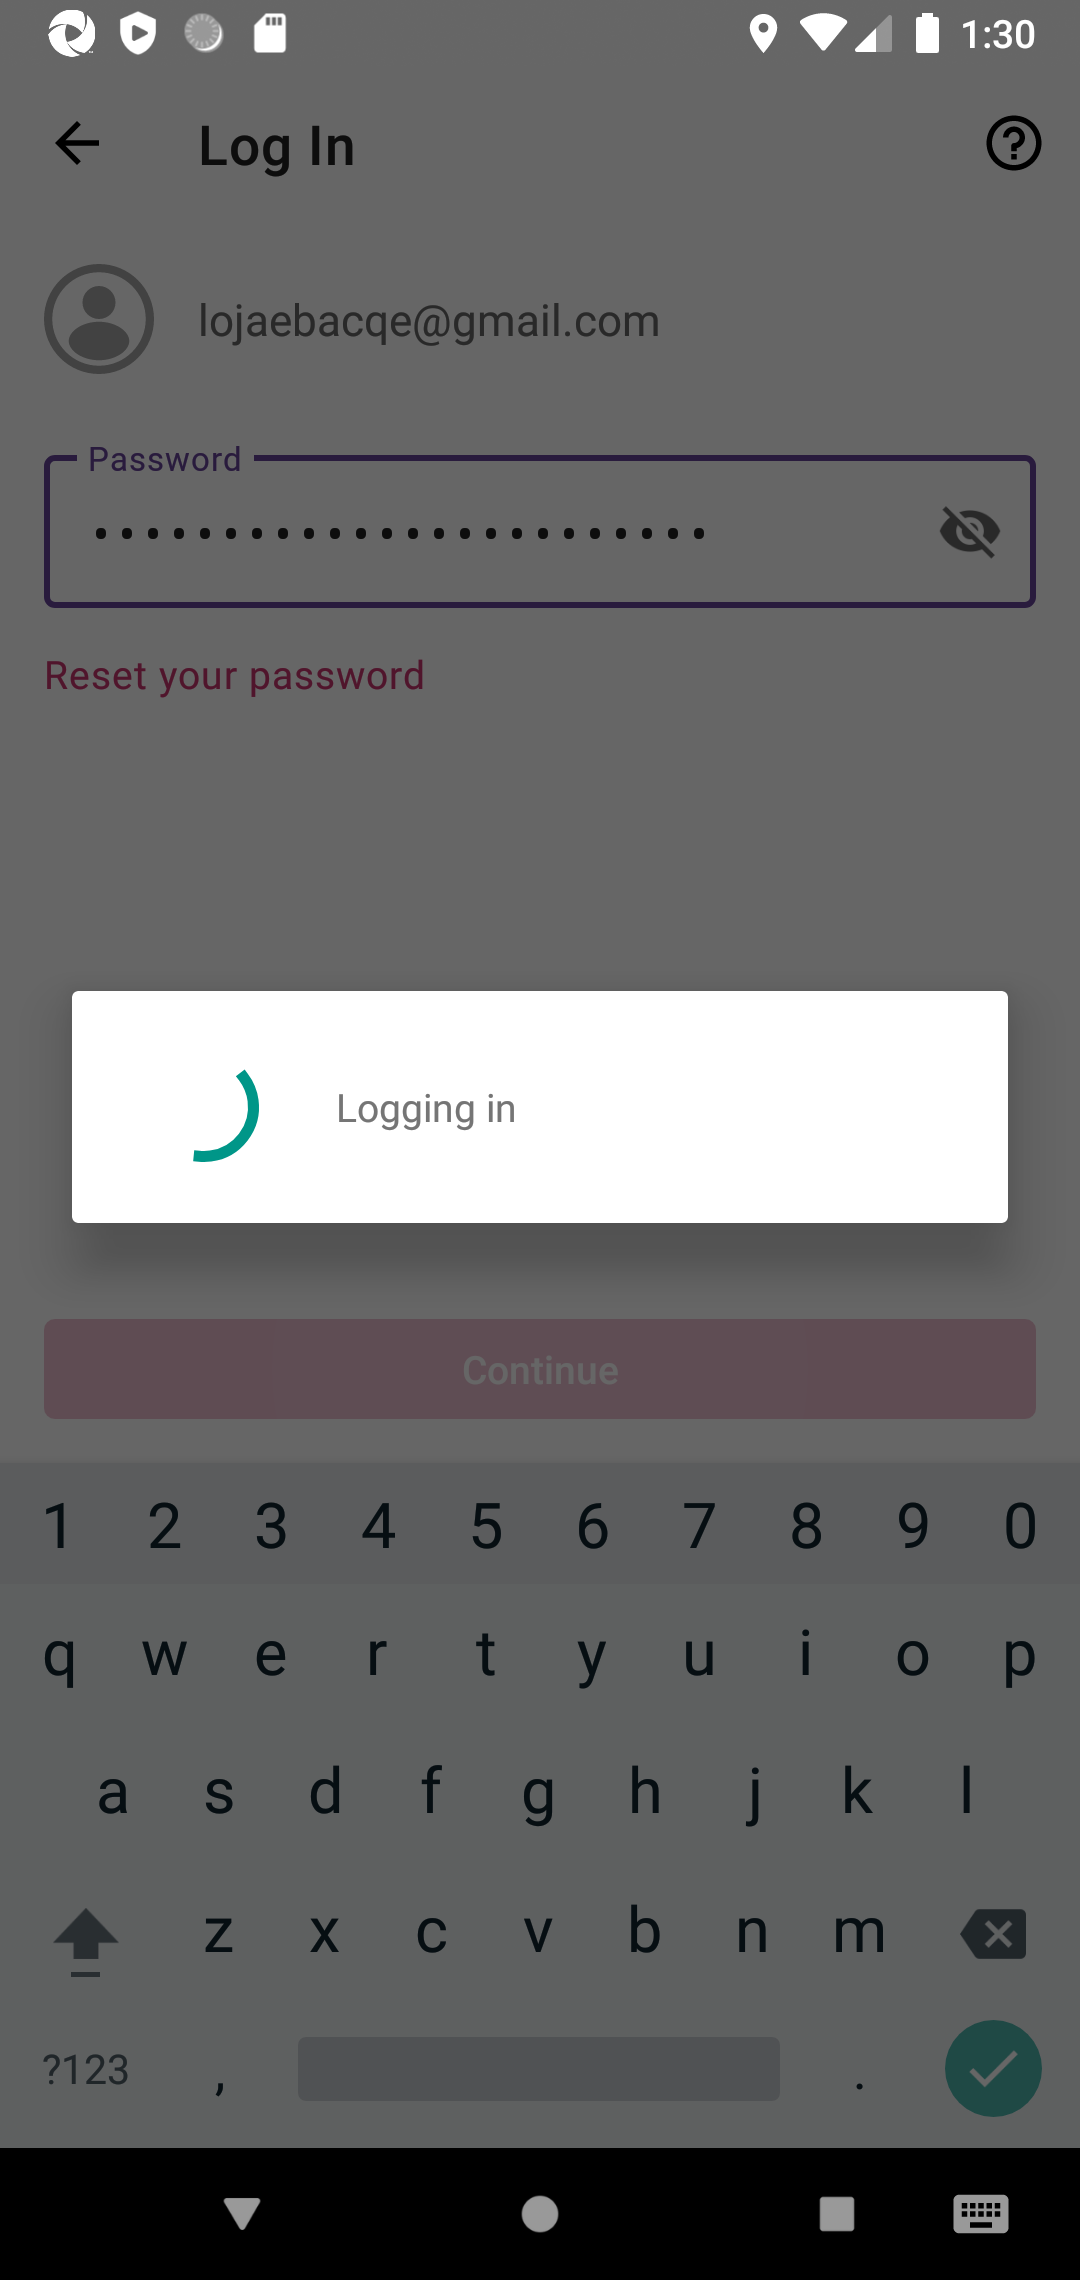 1:30
Log In
lojaebacqe@gmail.com
Password
••••••••••••••••••••••••
Reset your password
Logging in
Continue
1 2 3 4 5 6 7 8 9 0
q w e r t y u i o p
a s d f g h j k l
z x c v b n m
?123 , .